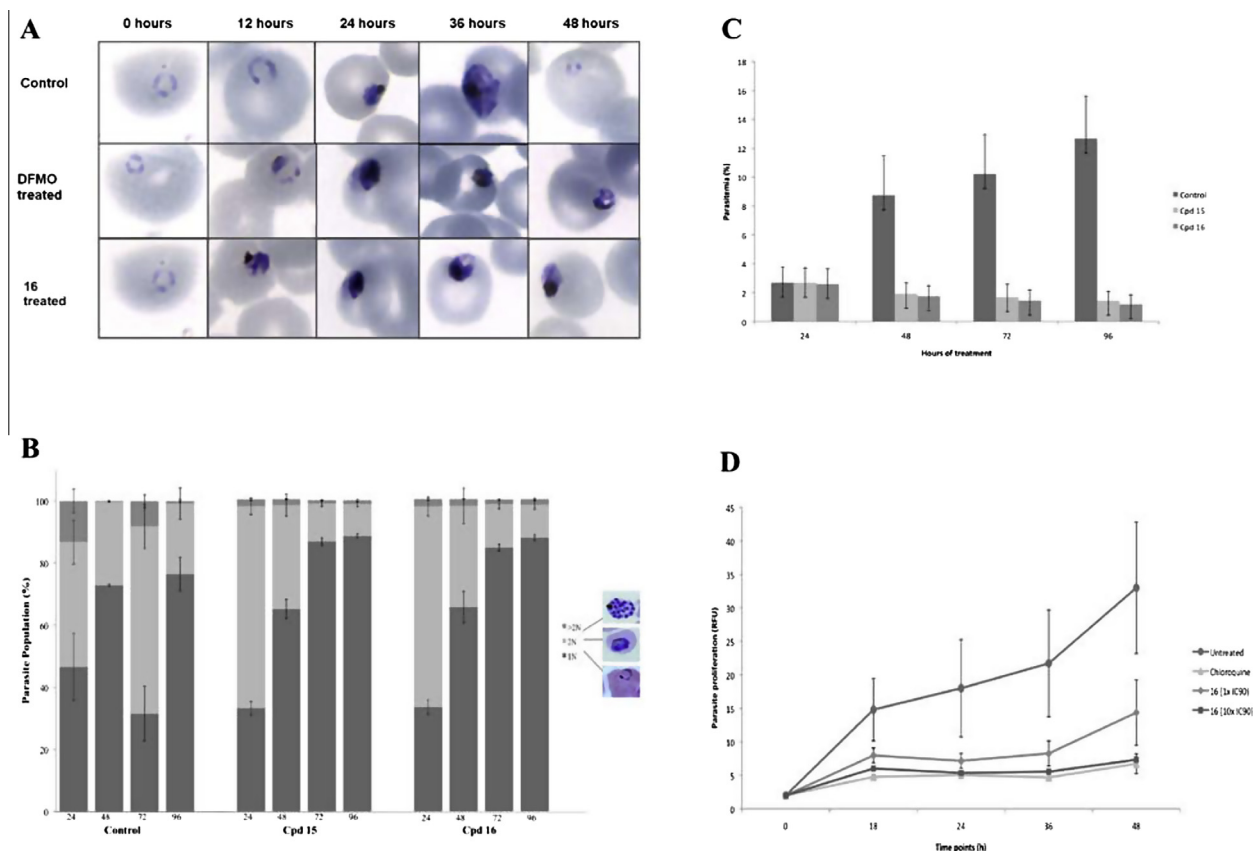 A
0 hours 12 hours 24 hours 36 hours 48 hours
Control
DFMO
treated
16
treated
C
18
16
14
12
10
8
6
4
2
0
Parasitemia (%)
24 48 72 96
Hours of treatment
Control
Cpd 15
Cpd 16
B
100
80
60
40
20
0
Parasite Population (%)
24 48 72 96 24 48 72 96 24 48 72 96
Control Cpd 15 Cpd 16
>2N
2N
1N
D
45
40
35
30
25
20
15
10
5
0
Parasite proliferation (RFU)
0 18 24 36 48
Time points (h)
Untreated
Chloroquine
16 [1x IC90]
16 [10x IC90]